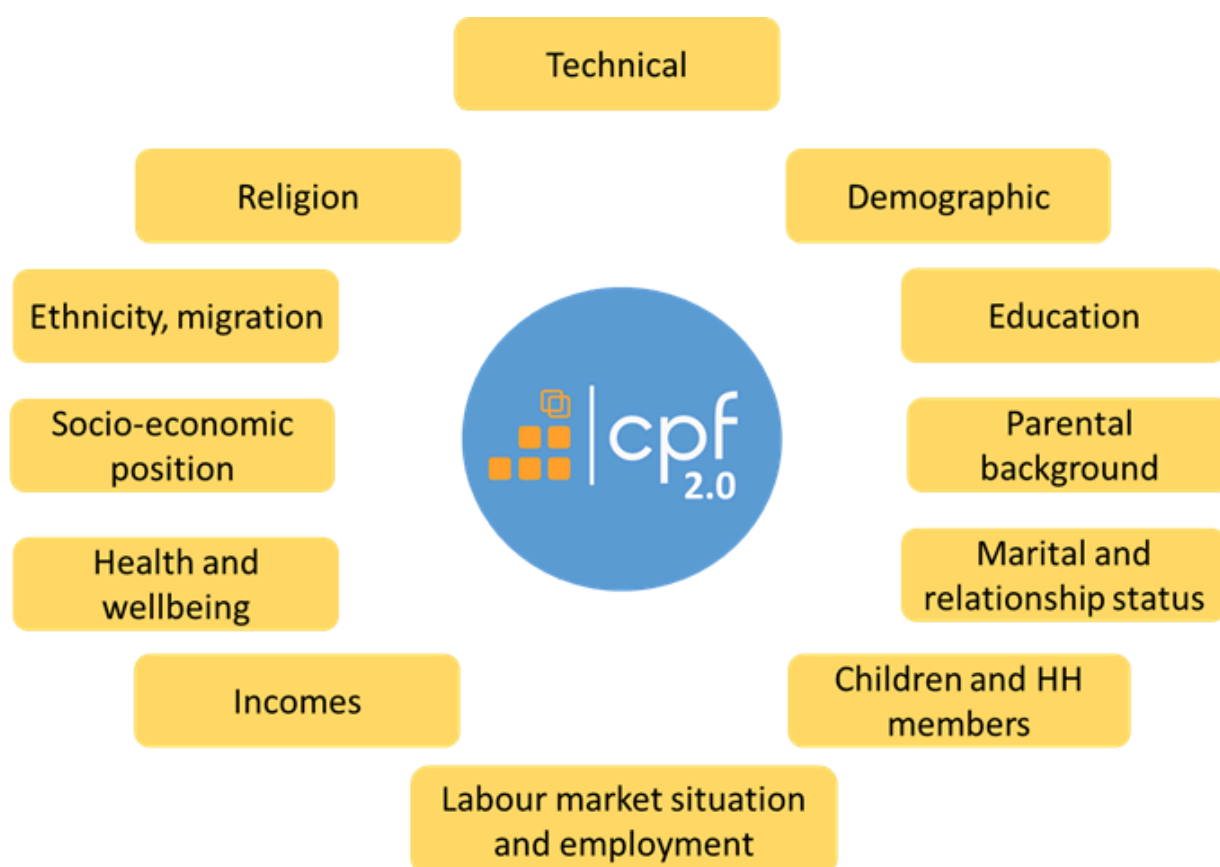 Technical
Religion
Demographic
Ethnicity, migration
Education
Socio-economic
position
Parental
background
cpf
2.0
Health and
wellbeing
Marital and
relationship status
Incomes
Children and HH
members
Labour market situation
and employment